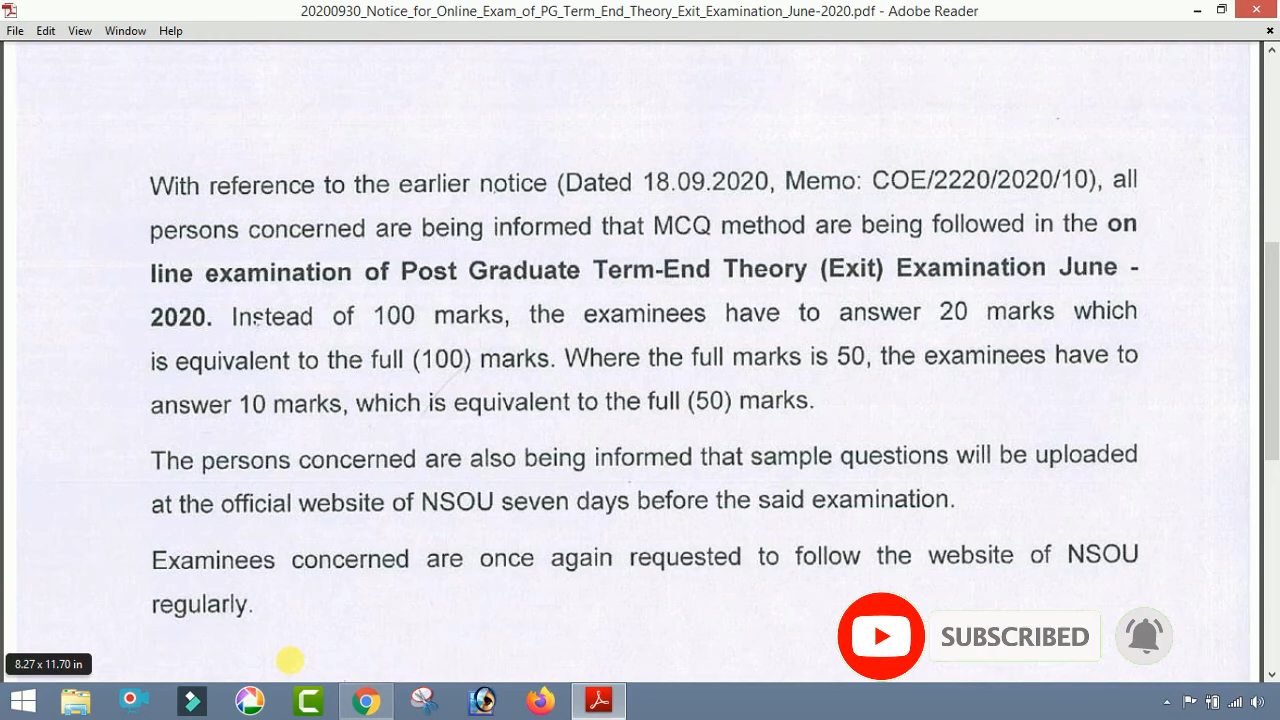 20200930_Notice_for_Online_Exam_of_PG_Term_End_Theory_Exit_Examination_June-2020.pdf - Adobe Reader
File Edit View Window Help
With reference to the earlier notice (Dated 18.09.2020, Memo: COE/2220/2020/10), all
persons concerned are being informed that MCQ method are being followed in the on
line examination of Post Graduate Term-End Theory (Exit) Examination June -
2020. Instead of 100 marks, the examinees have to answer 20 marks which
is equivalent to the full (100) marks. Where the full marks is 50, the examinees have to
answer 10 marks, which is equivalent to the full (50) marks.
The persons concerned are also being informed that sample questions will be uploaded
at the official website of NSOU seven days before the said examination.
Examinees concerned are once again requested to follow the website of NSOU
regularly.
SUBSCRIBED
8.27 x 11.70 in